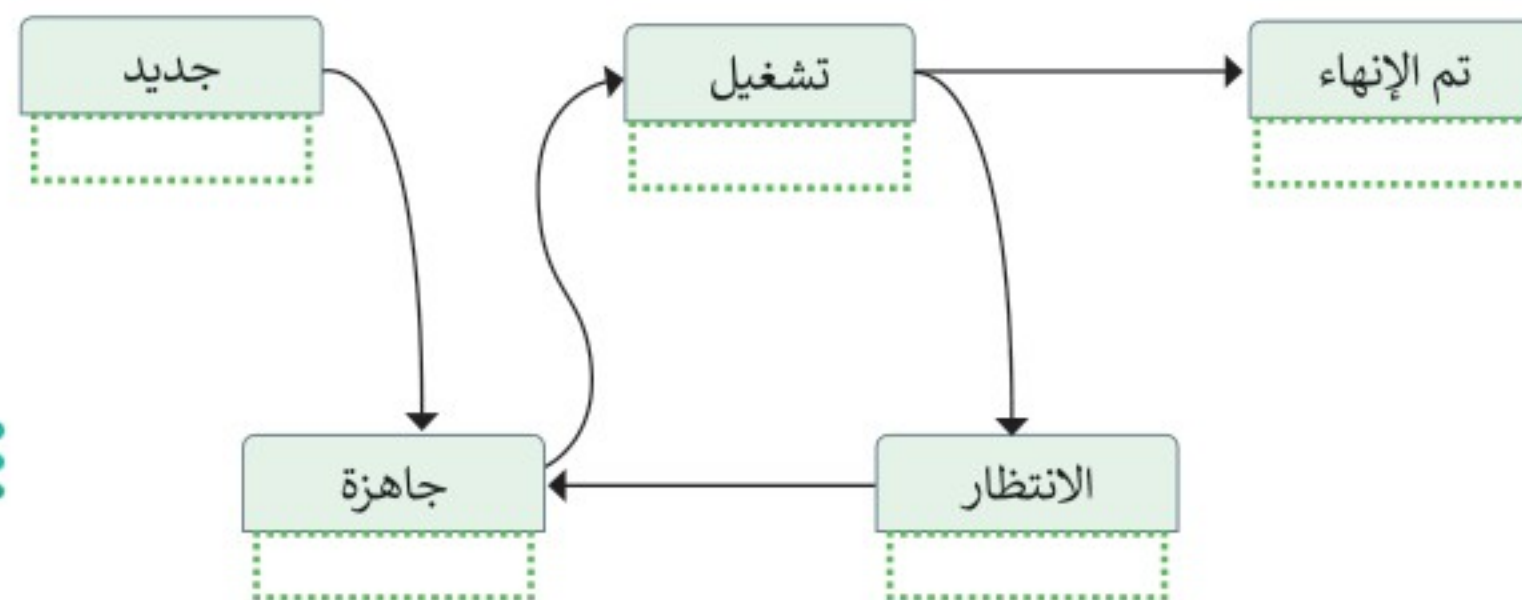 جديد
تشغيل
تم الإنهاء
جاهزة
الانتظار